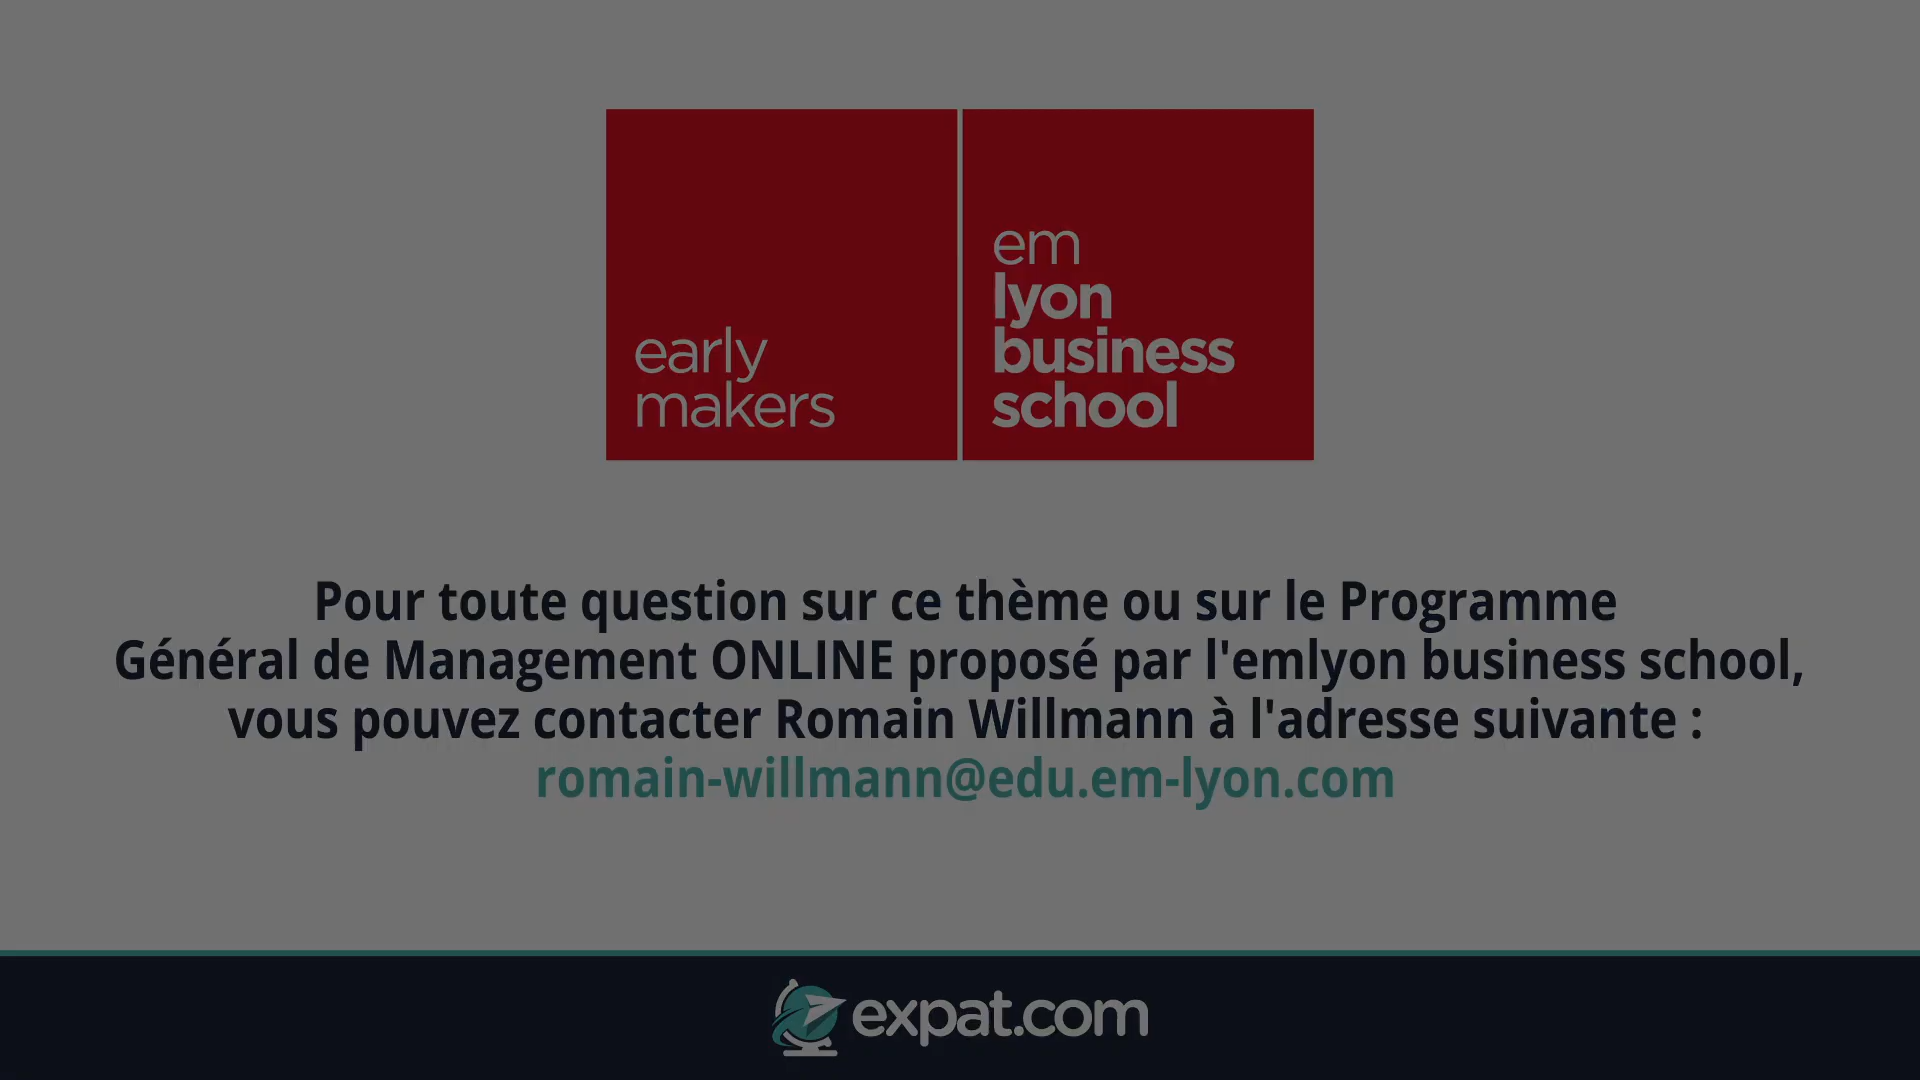 early
makers
em
lyon
business
school
Pour toute question sur ce thème ou sur le Programme
Général de Management ONLINE proposé par l'emlyon business school,
vous pouvez contacter Romain Willmann à l'adresse suivante :
romain-willmann@edu.em-lyon.com
expat.com